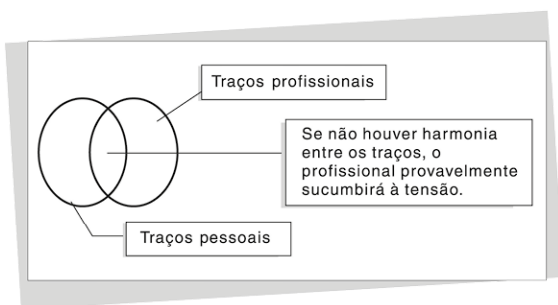 Traços profissionais
Se não houver harmonia
entre os traços, o
profissional provavelmente
sucumbirá à tensão.
Traços pessoais